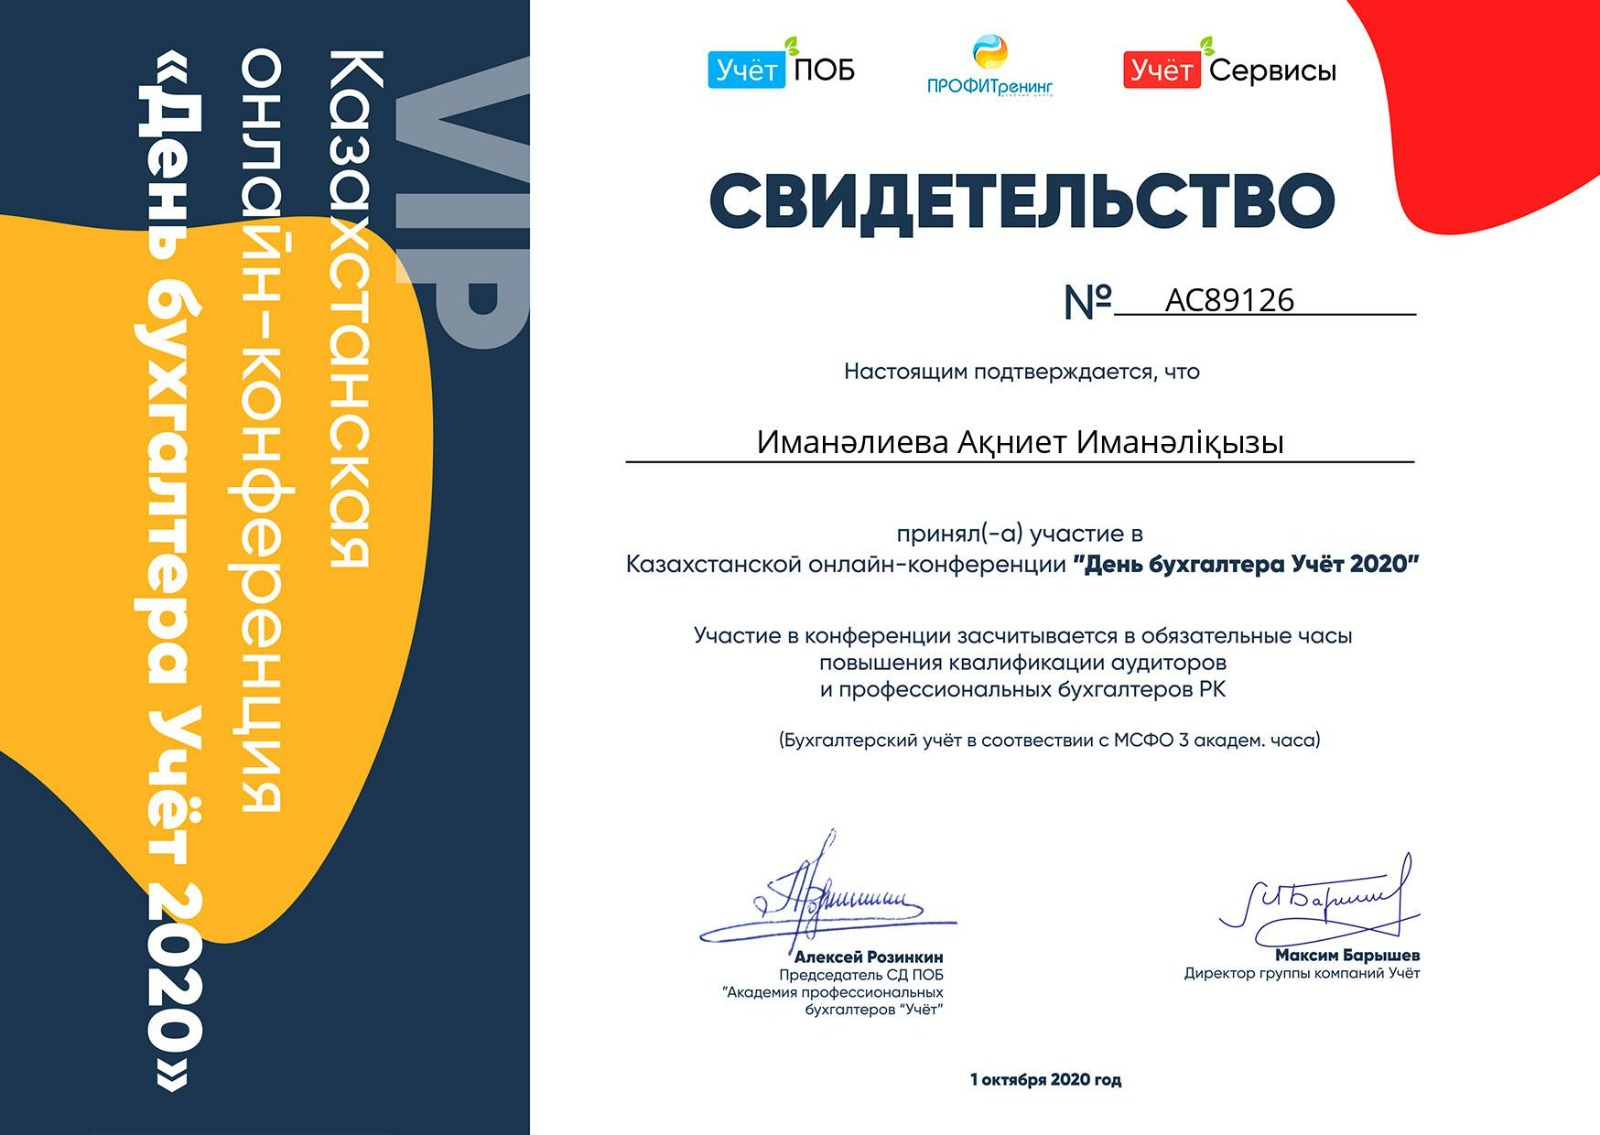 VIP
Казахстанская
онлайн-конференция
«День бухгалтера Учёт 2020»
Учёт ПОБ
ПРОФИТренинг
Учёт Сервисы
СВИДЕТЕЛЬСТВО
№ АС89126
Настоящим подтверждается, что
Иманәлиева Ақниет Иманәліқызы
принял(-а) участие в
Казахстанской онлайн-конференции "День бухгалтера Учёт 2020"
Участие в конференции засчитывается в обязательные часы
повышения квалификации аудиторов
и профессиональных бухгалтеров РК
(Бухгалтерский учёт в соотвествии с МСФО 3 академ. часа)
Алексей Розинкин
Председатель СД ПОБ
"Академия профессиональных
бухгалтеров "Учёт"
Максим Барышев
Директор группы компаний Учёт
1 октября 2020 год